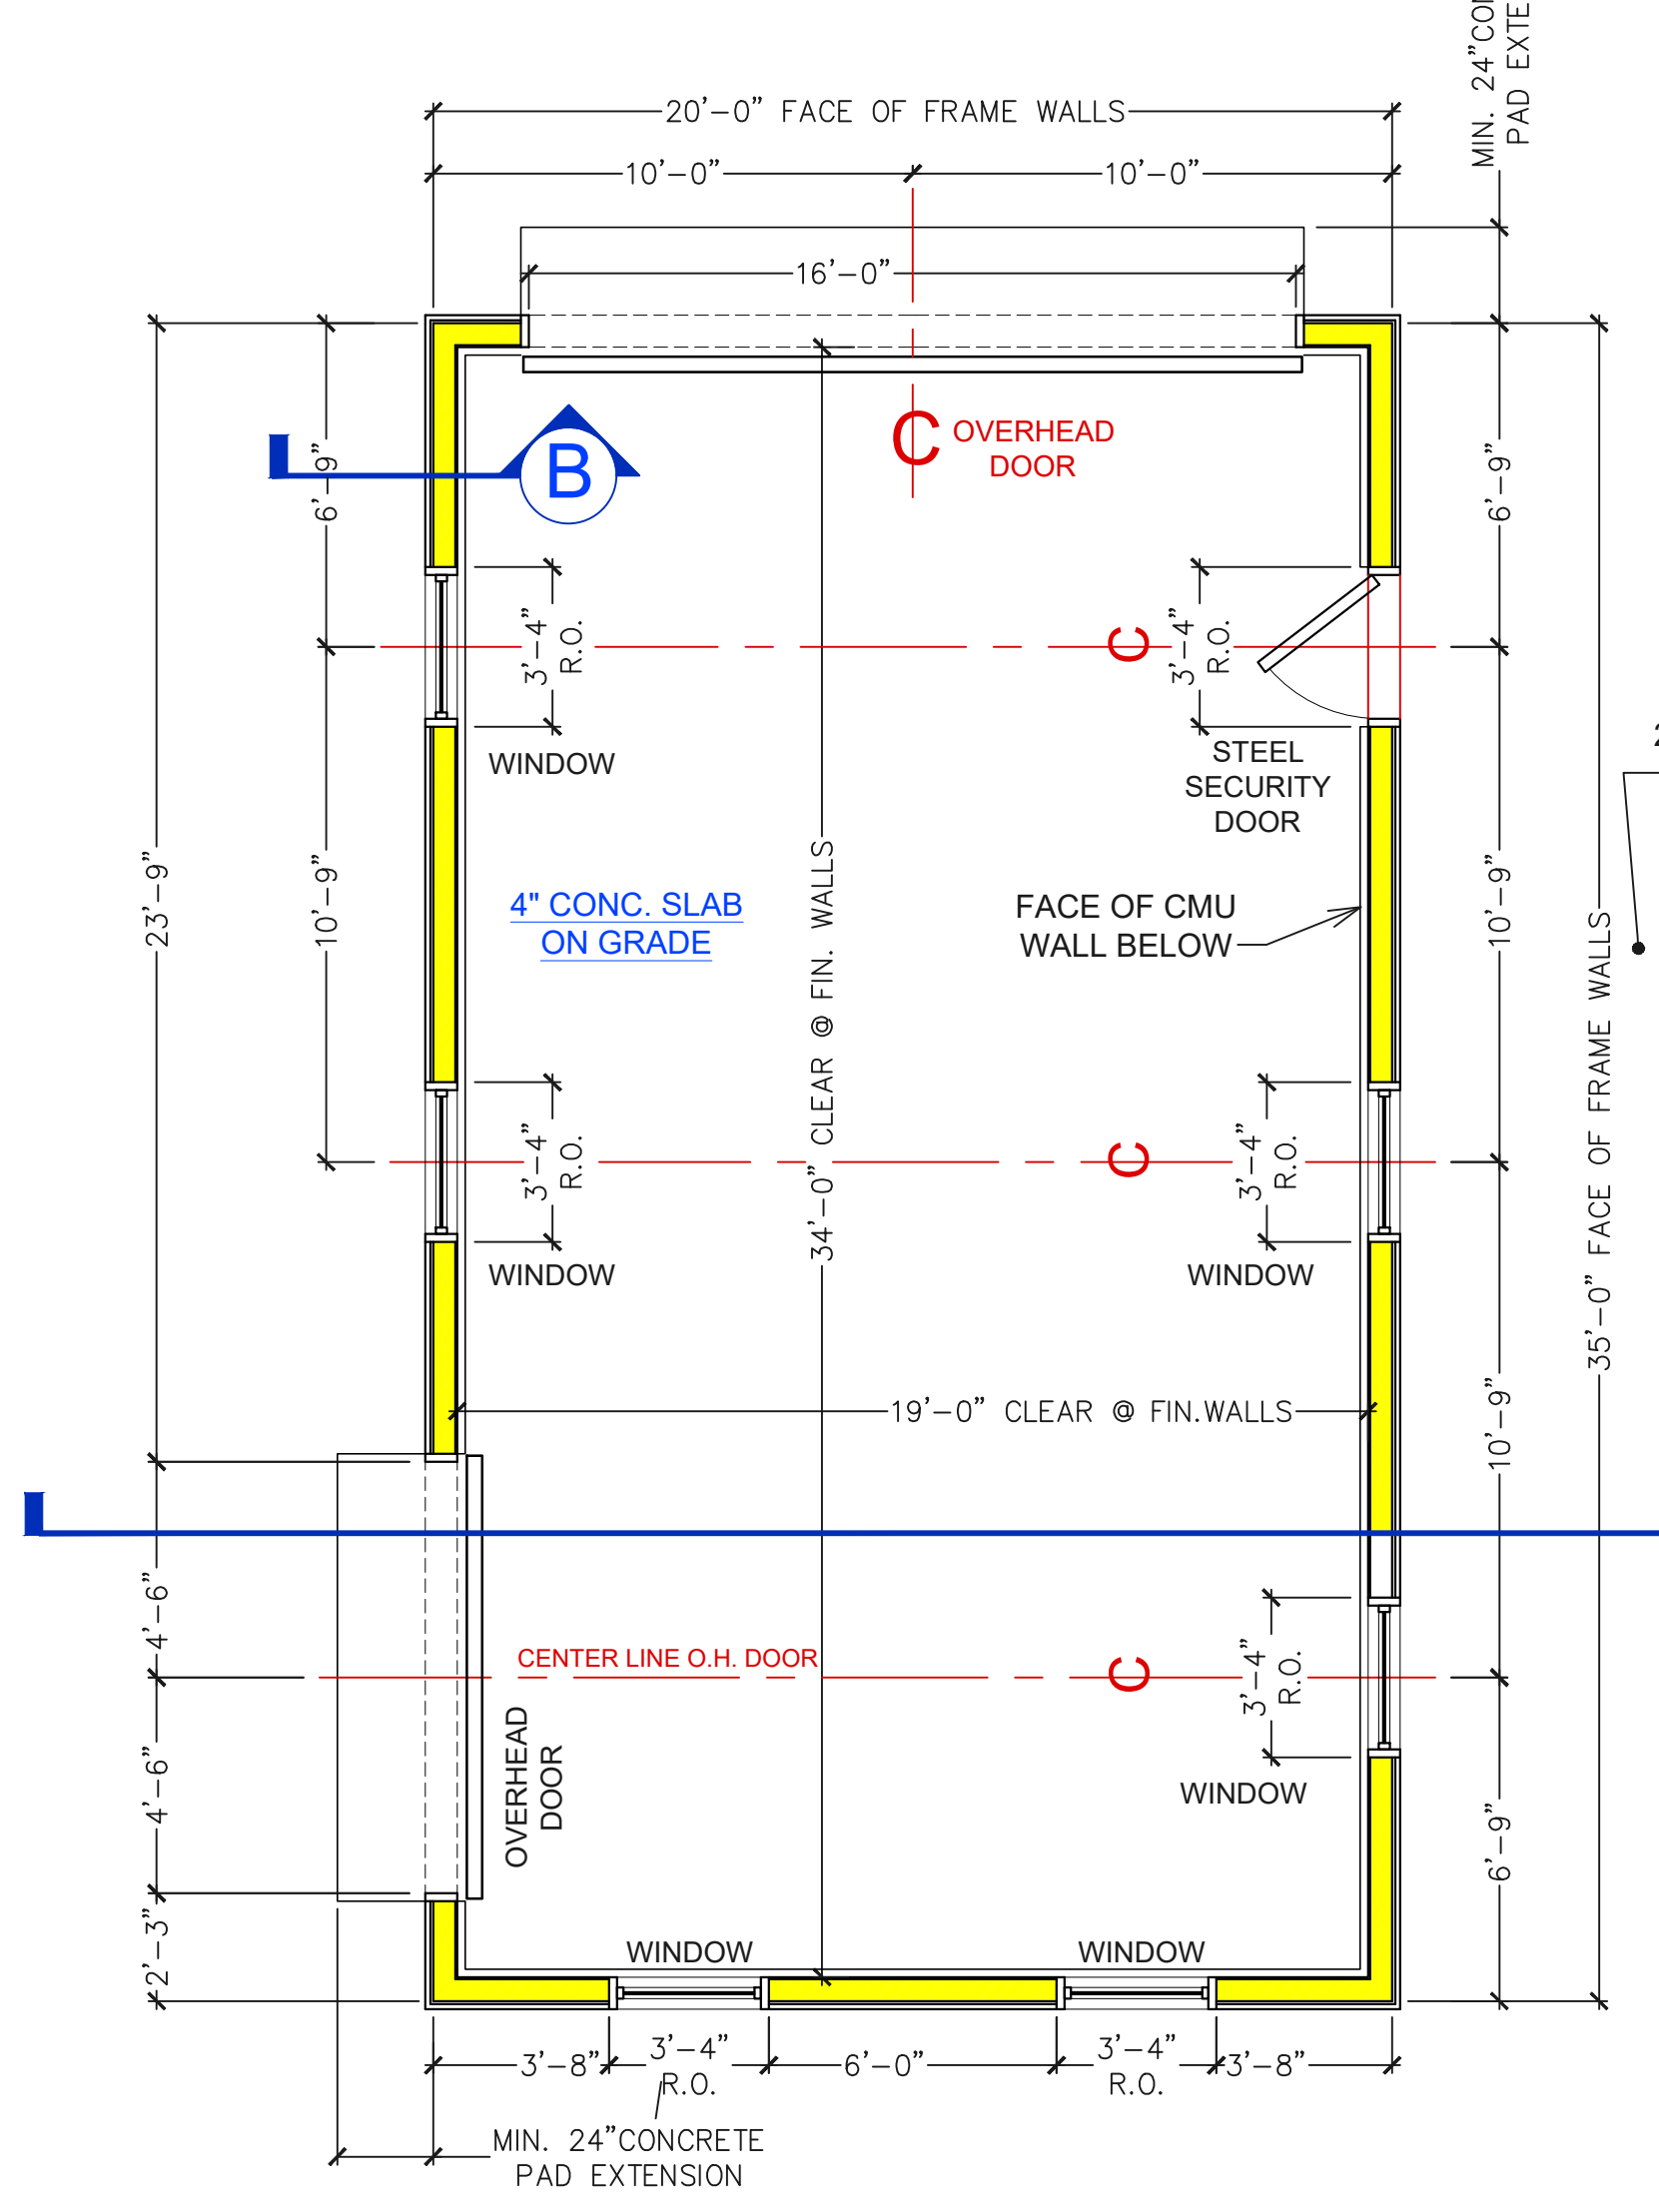 MIN. 24"CON
PAD EXTE
20'-0" FACE OF FRAME WALLS
10'-0"
10'-0"
16'-0"
C OVERHEAD
DOOR
B
6'-9"
6'-9"
3'-4"
R.O.
C
3'-4"
R.O.
WINDOW
STEEL
SECURITY
DOOR
23'-9"
10'-9"
4" CONC. SLAB
ON GRADE
34'-0" CLEAR @ FIN. WALLS
FACE OF CMU
WALL BELOW
10'-9"
35'-0" FACE OF FRAME WALLS
3'-4"
R.O.
C
3'-4"
R.O.
WINDOW
WINDOW
19'-0" CLEAR @ FIN.WALLS
10'-9"
4'-6"
CENTER LINE O.H. DOOR
C
3'-4"
R.O.
4'-6"
OVERHEAD
DOOR
WINDOW
6'-9"
2'-3"
WINDOW
WINDOW
3'-8"
3'-4"
R.O.
6'-0"
3'-4"
R.O.
3'-8"
MIN. 24"CONCRETE
PAD EXTENSION